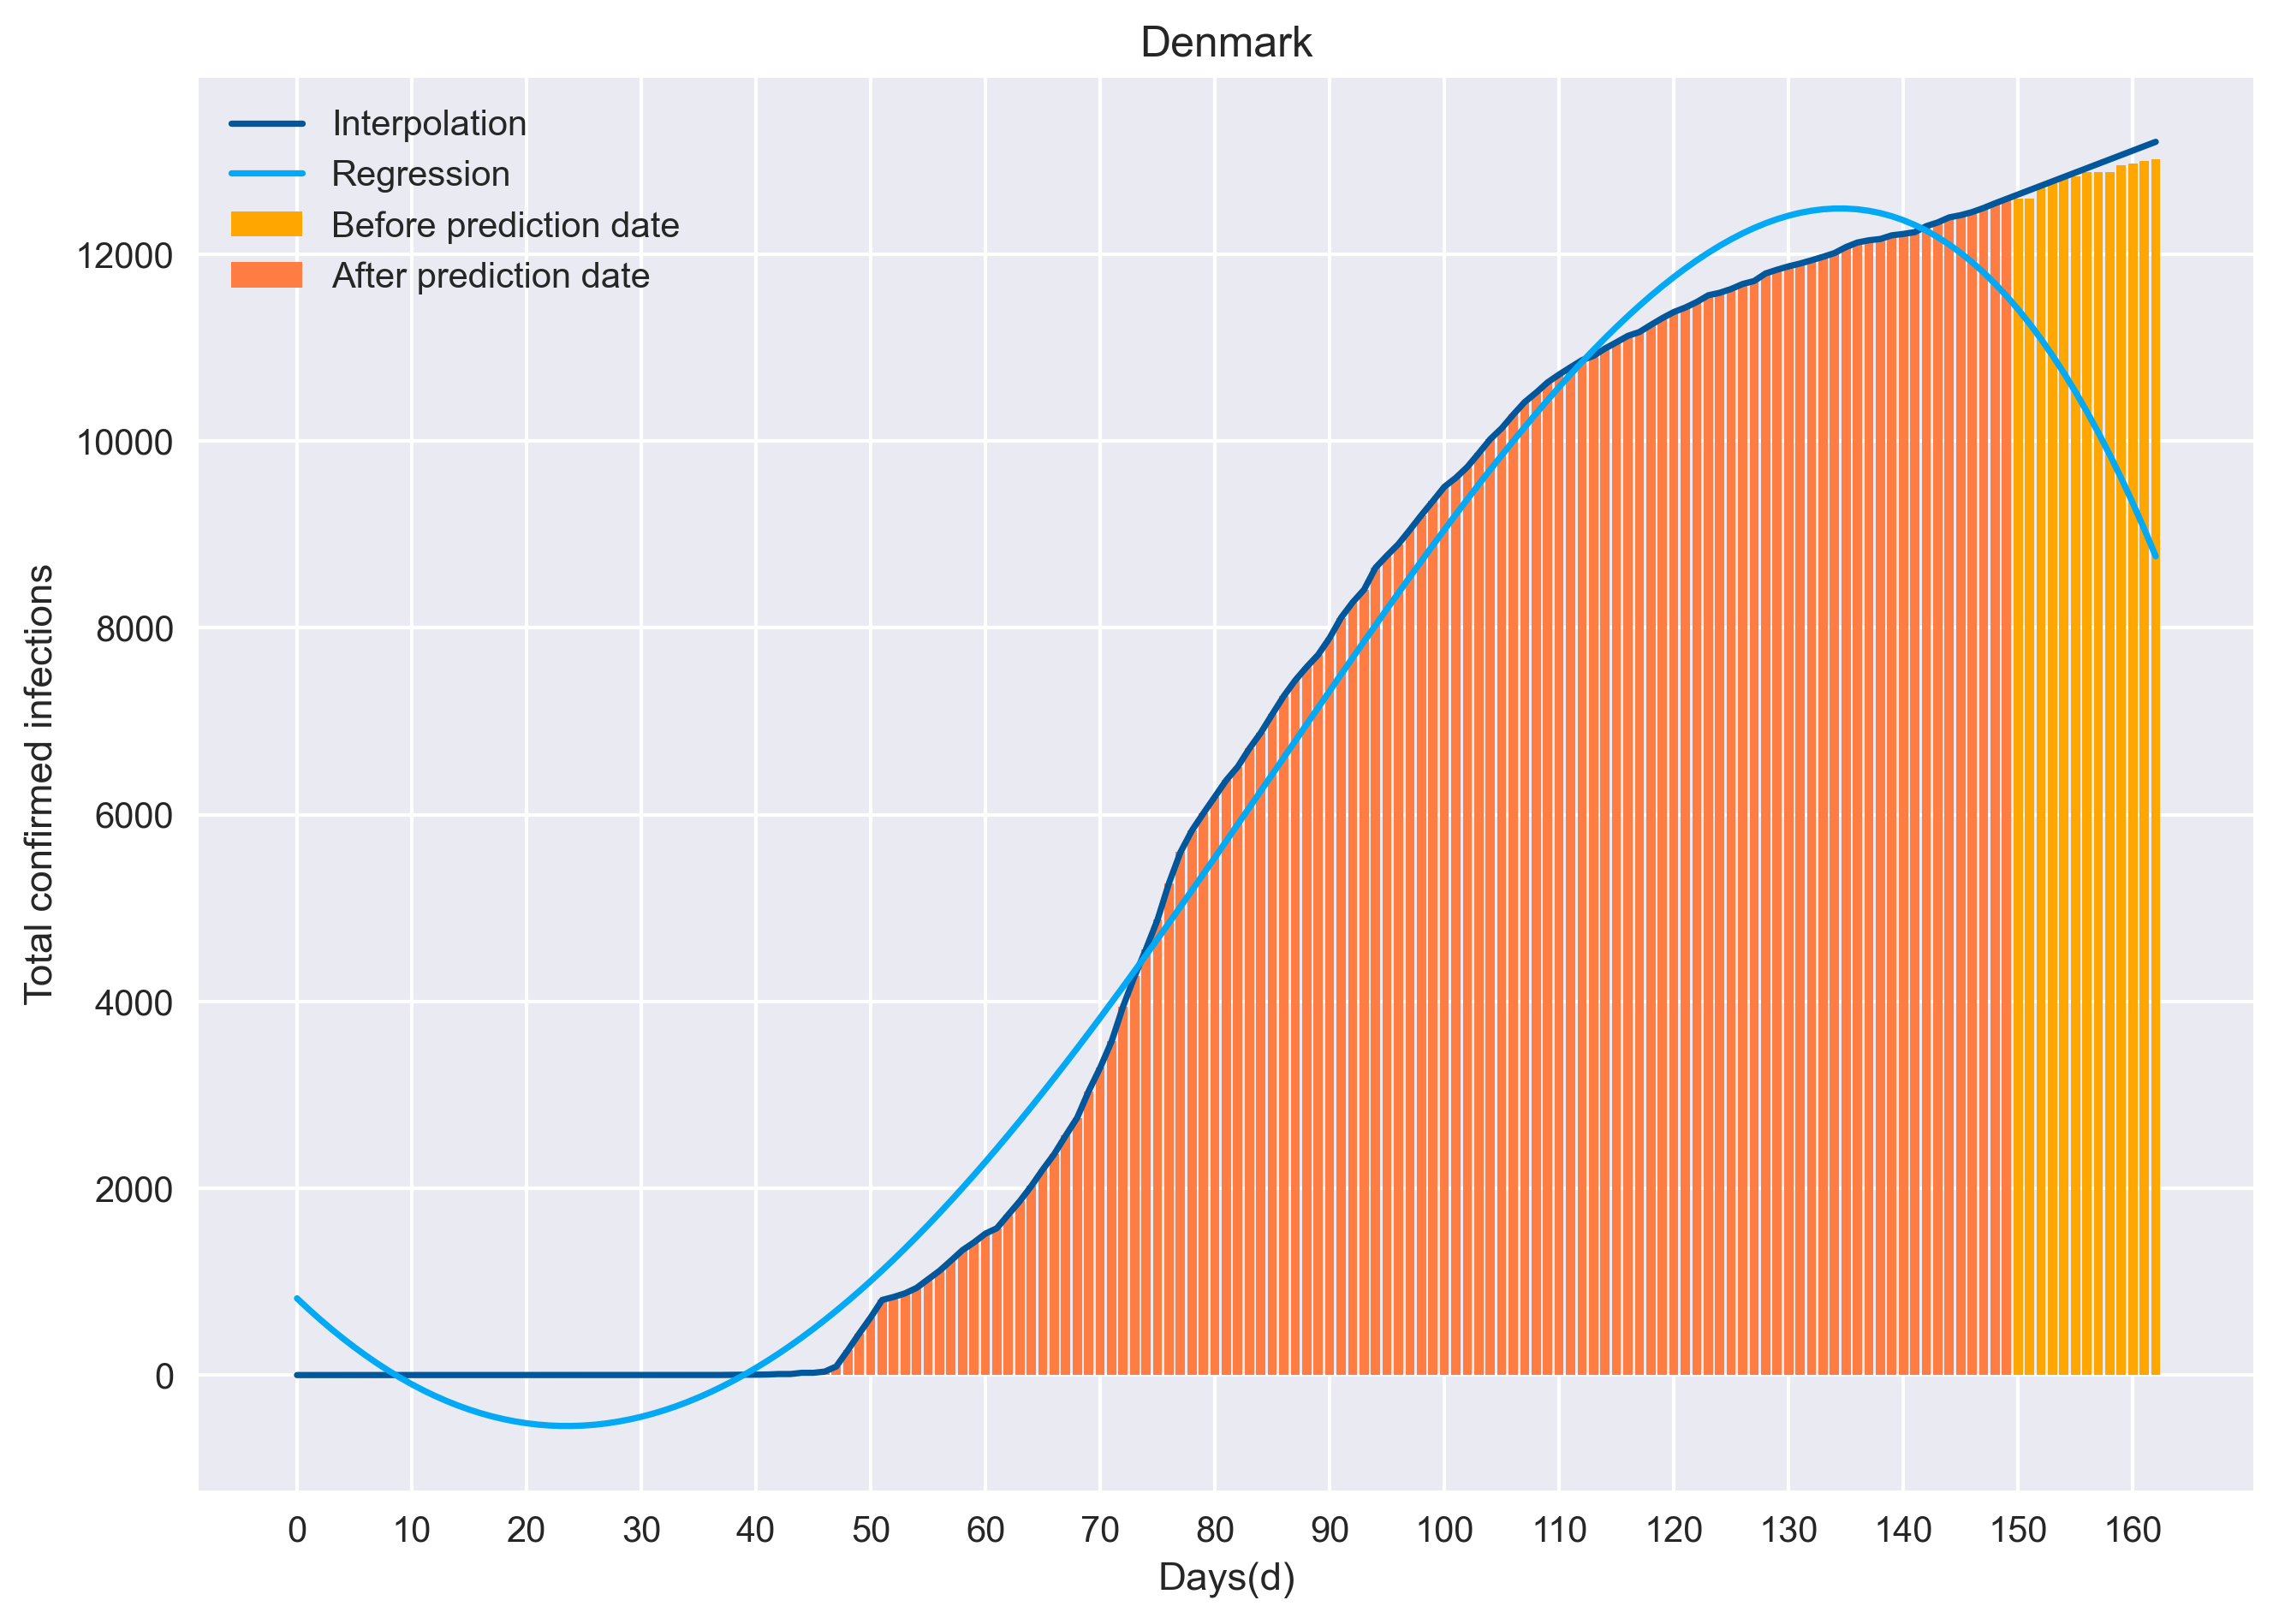 Denmark
Interpolation
Regression
Before prediction date
After prediction date
Total confirmed infections
12000
10000
8000
6000
4000
2000
0
0 10 20 30 40 50 60 70 80 90 100 110 120 130 140 150 160
Days(d)